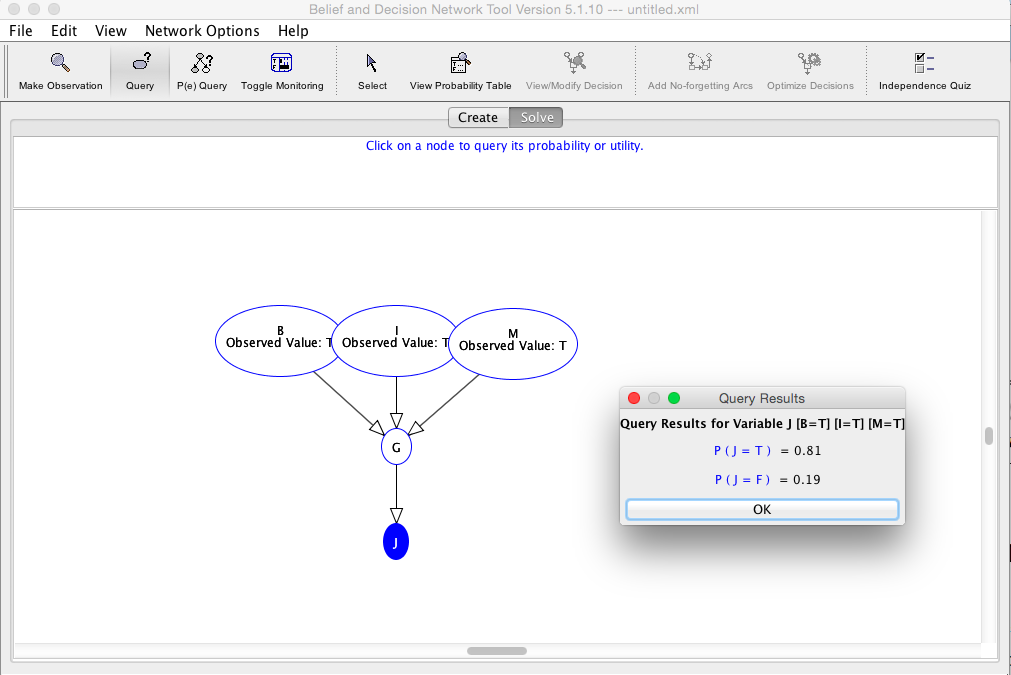 Belief and Decision Network Tool Version 5.1.10 --- untitled.xml
File Edit View Network Options Help
Make Observation Query P(e) Query Toggle Monitoring Select View Probability Table View/Modify Decision Add No-forgetting Arcs Optimize Decisions Independence Quiz
Create Solve
Click on a node to query its probability or utility.
B
Observed Value: T
I
Observed Value: T
M
Observed Value: T
G
J
Query Results
Query Results for Variable J [B=T] [I=T] [M=T]
P ( J = T ) = 0.81
P ( J = F ) = 0.19
OK